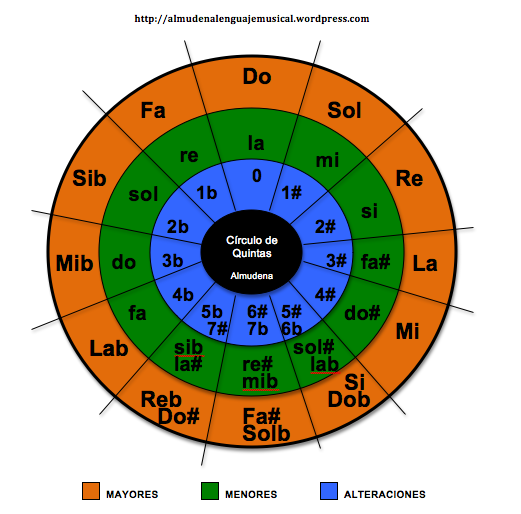 http://almudenalenguajemusical.wordpress.com
Do
Sol
Re
La
Mi
Si
Dob
Fa#
Solb
Reb
Do#
Lab
Mib
Sib
Fa
la
mi
si
fa#
do#
sol#
lab
re#
mib
sib
la#
fa
do
sol
re
0
1#
2#
3#
4#
5#
6b
6#
7b
5b
7#
4b
3b
2b
1b
Círculo de
Quintas
Almudena
MAYORES
MENORES
ALTERACIONES